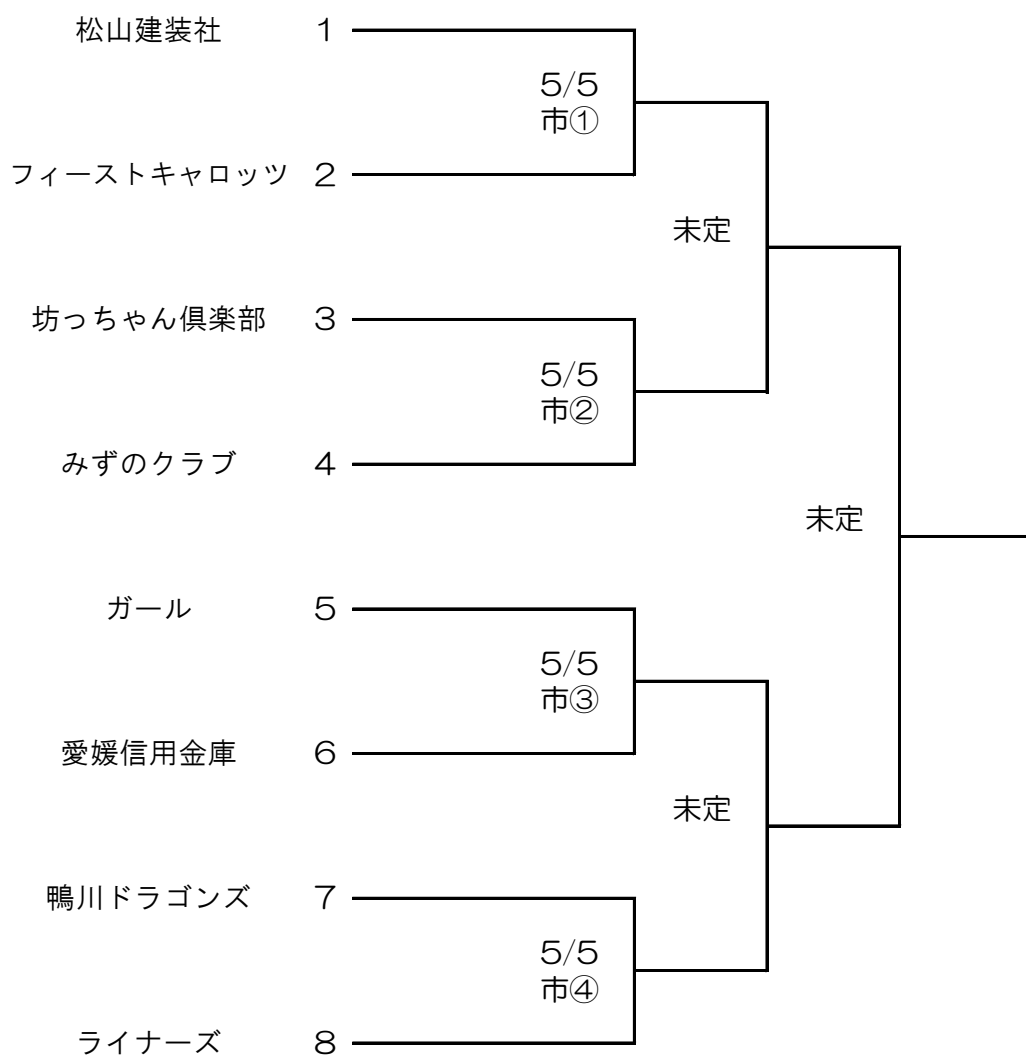 松山建装社 1
5/5
市①
フィーストキャロッツ 2
未定
坊っちゃん倶楽部 3
5/5
市②
みずのクラブ 4
未定
ガール 5
5/5
市③
愛媛信用金庫 6
未定
鴨川ドラゴンズ 7
5/5
市④
ライナーズ 8